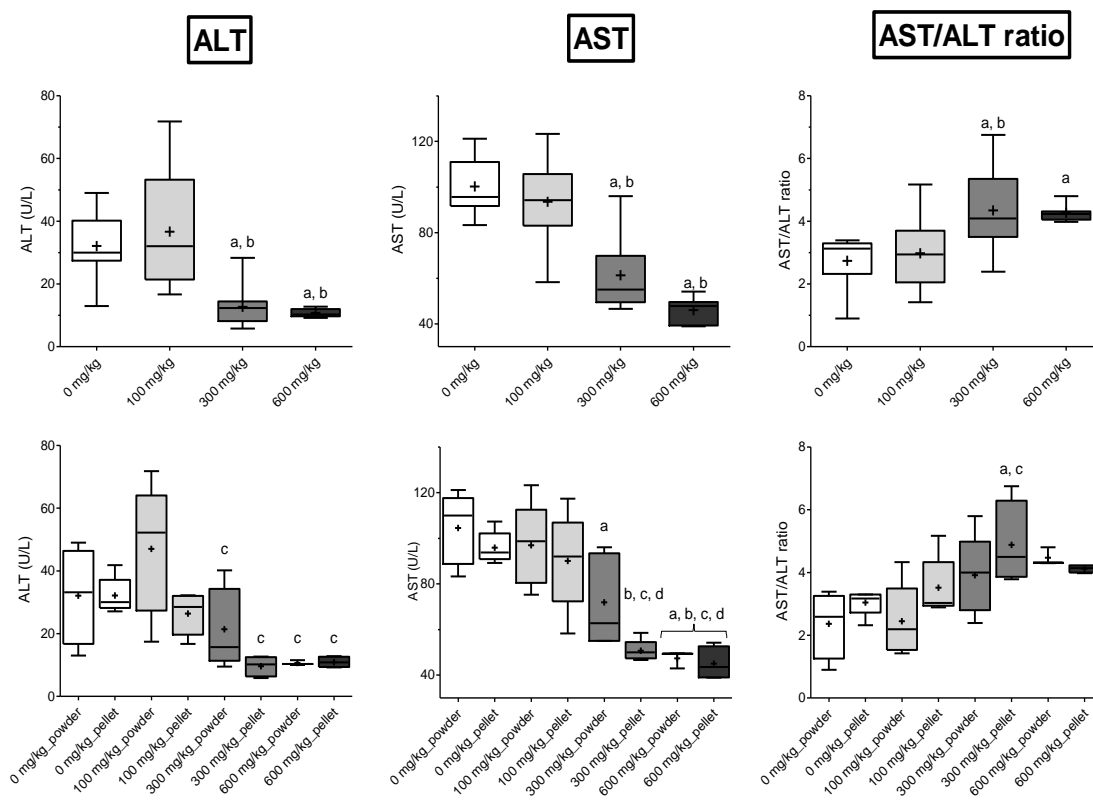 ALT
AST
AST/ALT ratio
80
60
40
20
0
ALT (U/L)
a, b
a, b
0 mg/kg
100 mg/kg
300 mg/kg
600 mg/kg
120
80
40
AST (U/L)
a, b
a, b
0 mg/kg
100 mg/kg
300 mg/kg
600 mg/kg
8
6
4
2
0
AST/ALT ratio
a, b
a
0 mg/kg
100 mg/kg
300 mg/kg
600 mg/kg
80
60
40
20
0
ALT (U/L)
c
c
c
c
0 mg/kg_powder
0 mg/kg_pellet
100 mg/kg_powder
100 mg/kg_pellet
300 mg/kg_powder
300 mg/kg_pellet
600 mg/kg_powder
600 mg/kg_pellet
120
80
40
AST (U/L)
a
b, c, d
a, b, c, d
0 mg/kg_powder
0 mg/kg_pellet
100 mg/kg_powder
100 mg/kg_pellet
300 mg/kg_powder
300 mg/kg_pellet
600 mg/kg_powder
600 mg/kg_pellet
8
6
4
2
0
AST/ALT ratio
a, c
0 mg/kg_powder
0 mg/kg_pellet
100 mg/kg_powder
100 mg/kg_pellet
300 mg/kg_powder
300 mg/kg_pellet
600 mg/kg_powder
600 mg/kg_pellet